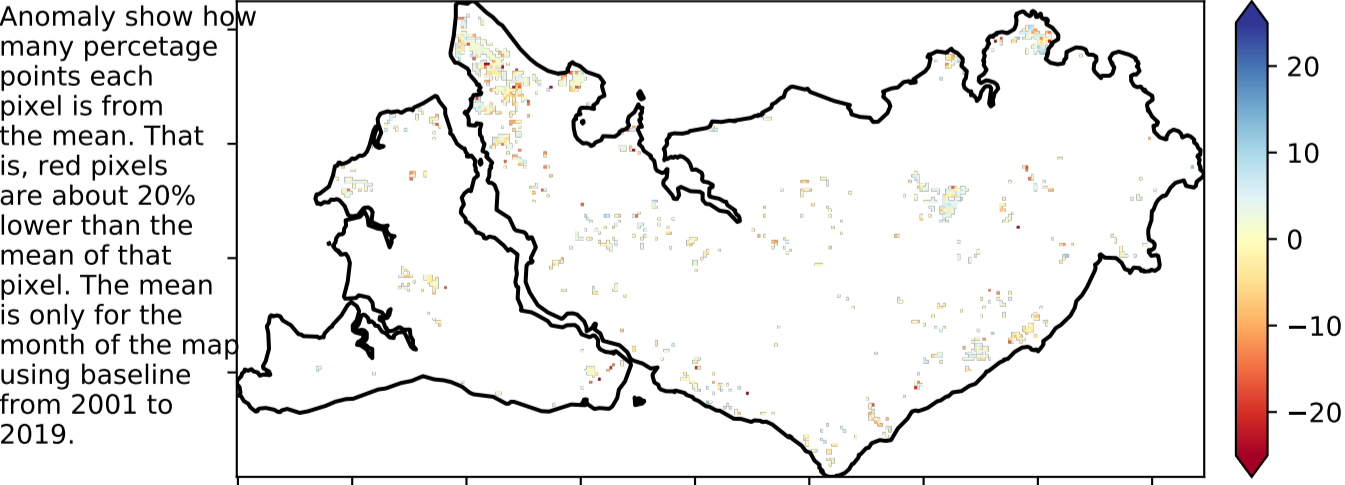 Anomaly show how
many percetage
points each
pixel is from
the mean. That
is, red pixels
are about 20%
lower than the
mean of that
pixel. The mean
is only for the
month of the map
using baseline
from 2001 to
2019.
20
10
0
−10
−20